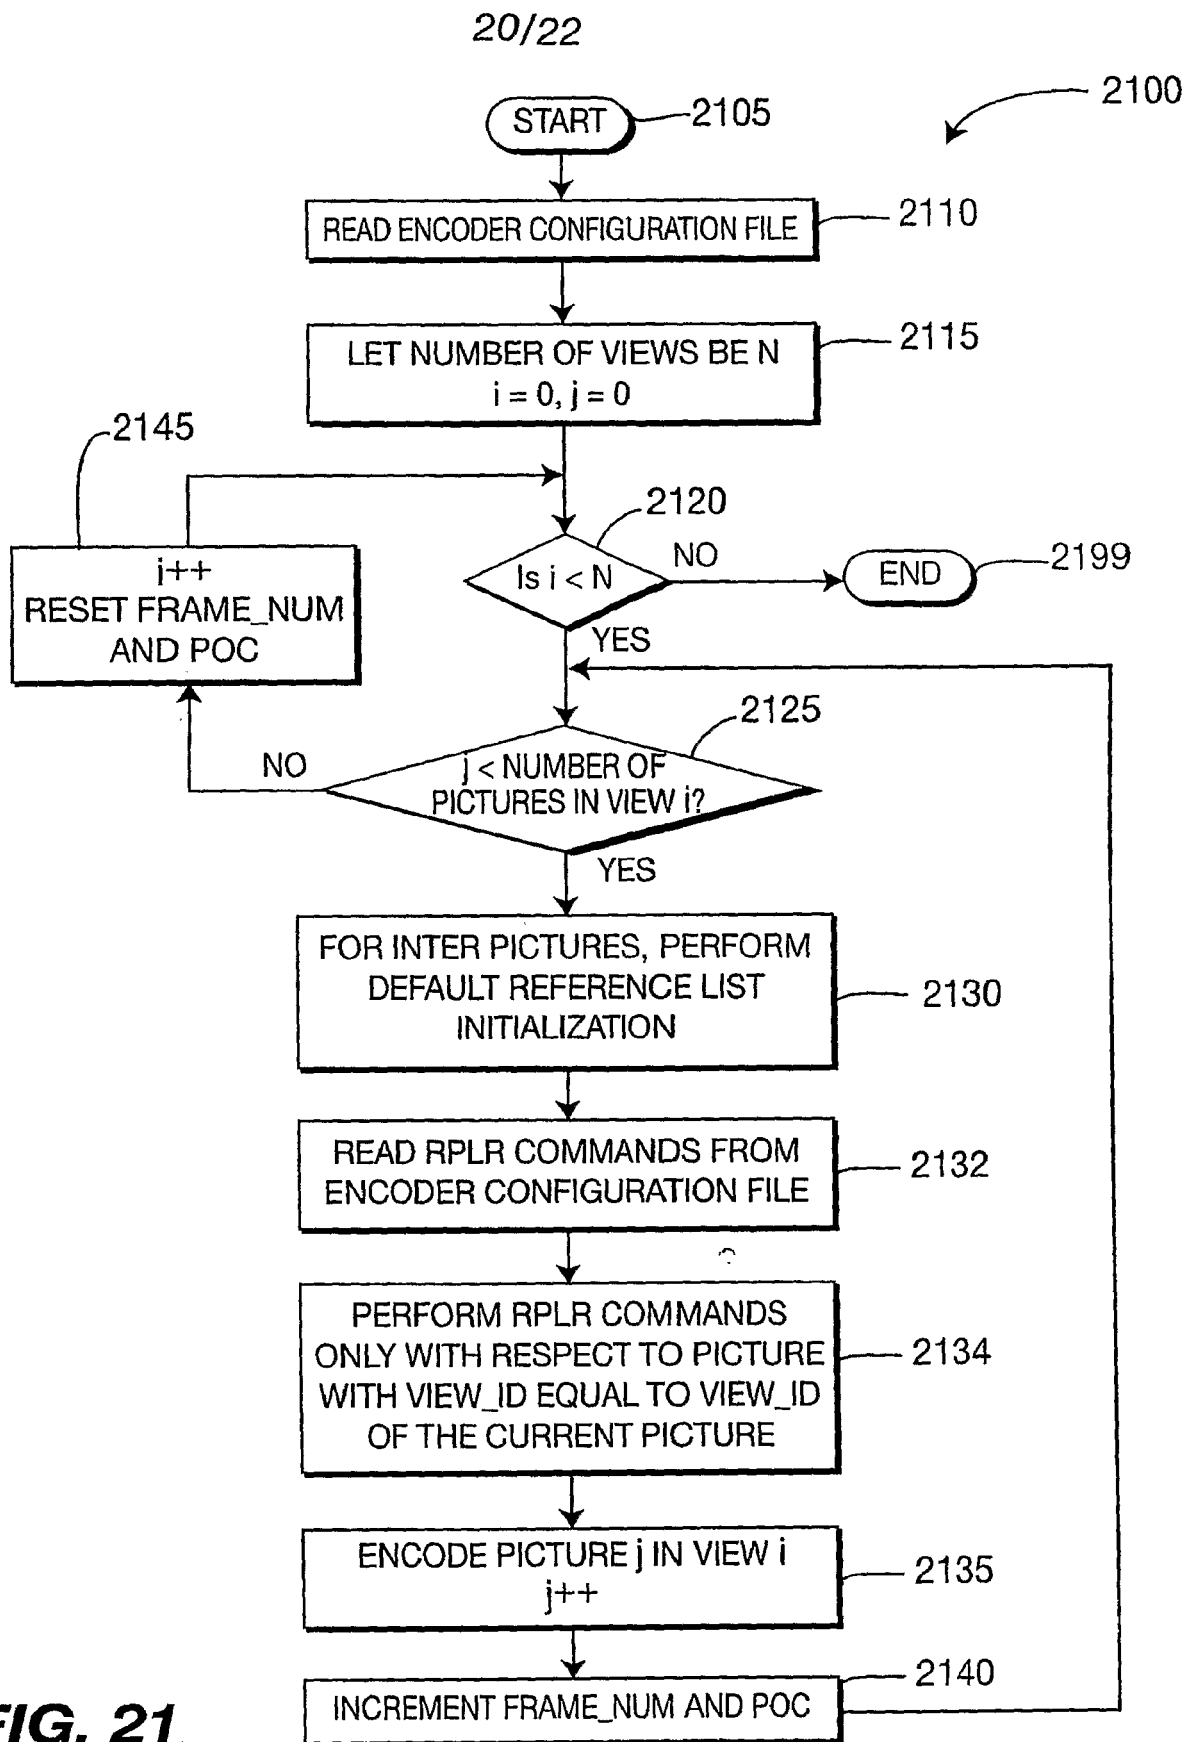 20/22
2100
START
2105
READ ENCODER CONFIGURATION FILE
2110
LET NUMBER OF VIEWS BE N
i = 0, j = 0
2115
2145
i++
RESET FRAME_NUM
AND POC
2120
Is i < N
NO
END
2199
YES
2125
j < NUMBER OF
PICTURES IN VIEW i?
NO
YES
FOR INTER PICTURES, PERFORM
DEFAULT REFERENCE LIST
INITIALIZATION
2130
READ RPLR COMMANDS FROM
ENCODER CONFIGURATION FILE
2132
PERFORM RPLR COMMANDS
ONLY WITH RESPECT TO PICTURE
WITH VIEW_ID EQUAL TO VIEW_ID
OF THE CURRENT PICTURE
2134
ENCODE PICTURE j IN VIEW i
j++
2135
INCREMENT FRAME_NUM AND POC
2140
FIG. 21